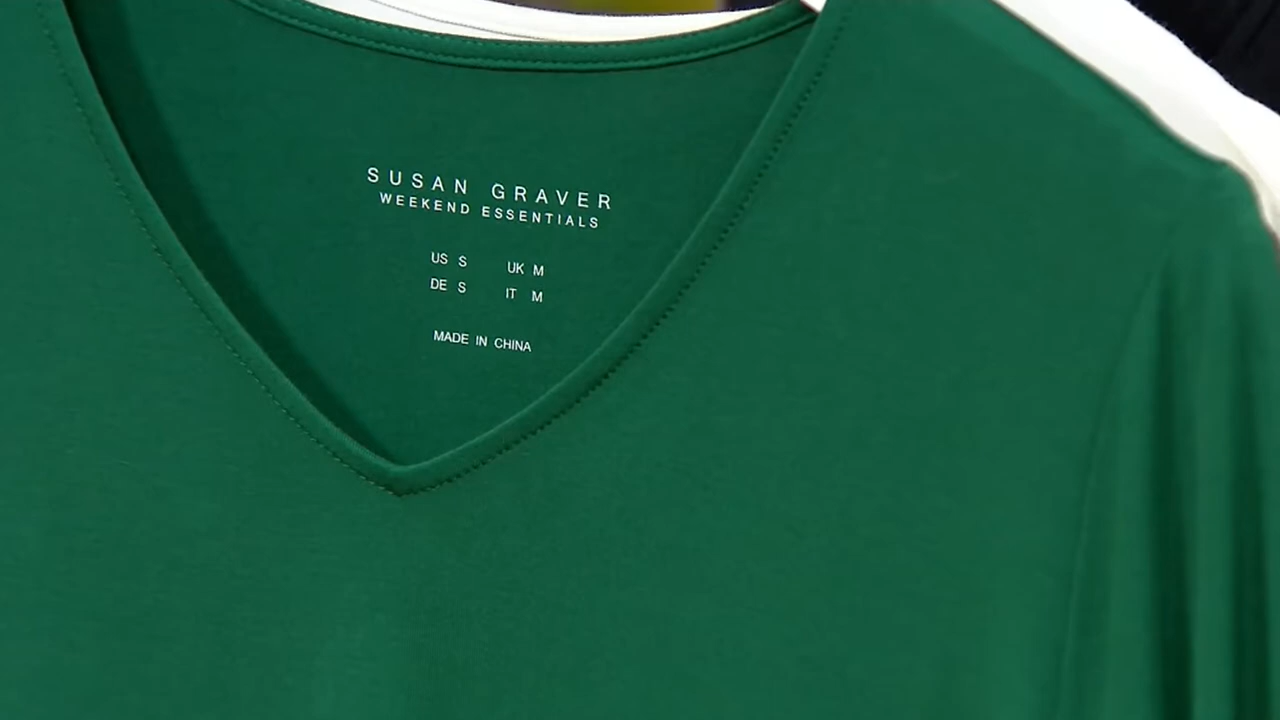 SUSAN GRAVER
WEEKEND ESSENTIALS
US S UK M
DE S IT M
MADE IN CHINA